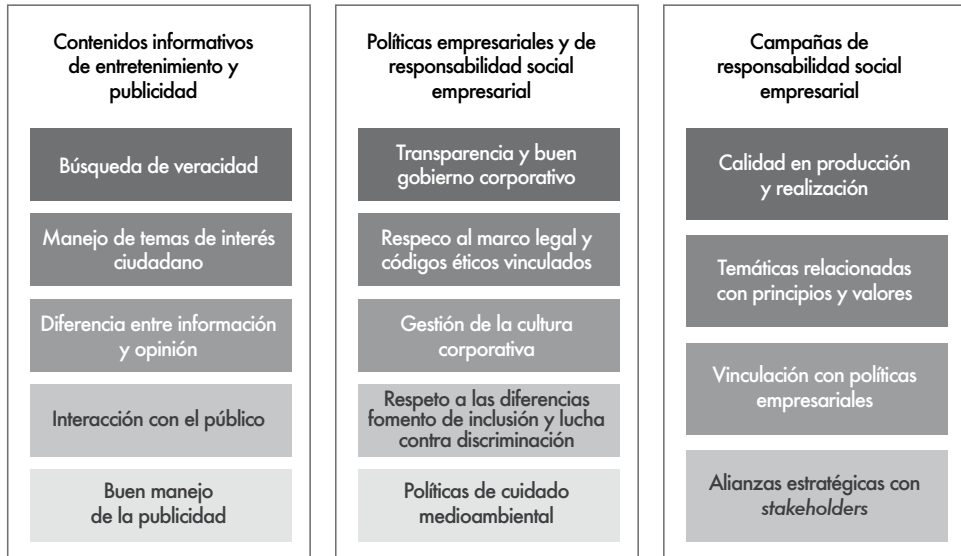 Contenidos informativos
de entretenimiento y
publicidad
Búsqueda de veracidad
Manejo de temas de interés
ciudadano
Diferencia entre información
y opinión
Interacción con el público
Buen manejo
de la publicidad
Políticas empresariales y de
responsabilidad social
empresarial
Transparencia y buen
gobierno corporativo
Respeco al marco legal y
códigos éticos vinculados
Gestión de la cultura
corporativa
Respeto a las diferencias
fomento de inclusión y lucha
contra discriminación
Políticas de cuidado
medioambiental
Campañas de
responsabilidad social
empresarial
Calidad en producción
y realización
Temáticas relacionadas
con principios y valores
Vinculación con políticas
empresariales
Alianzas estratégicas con
stakeholders